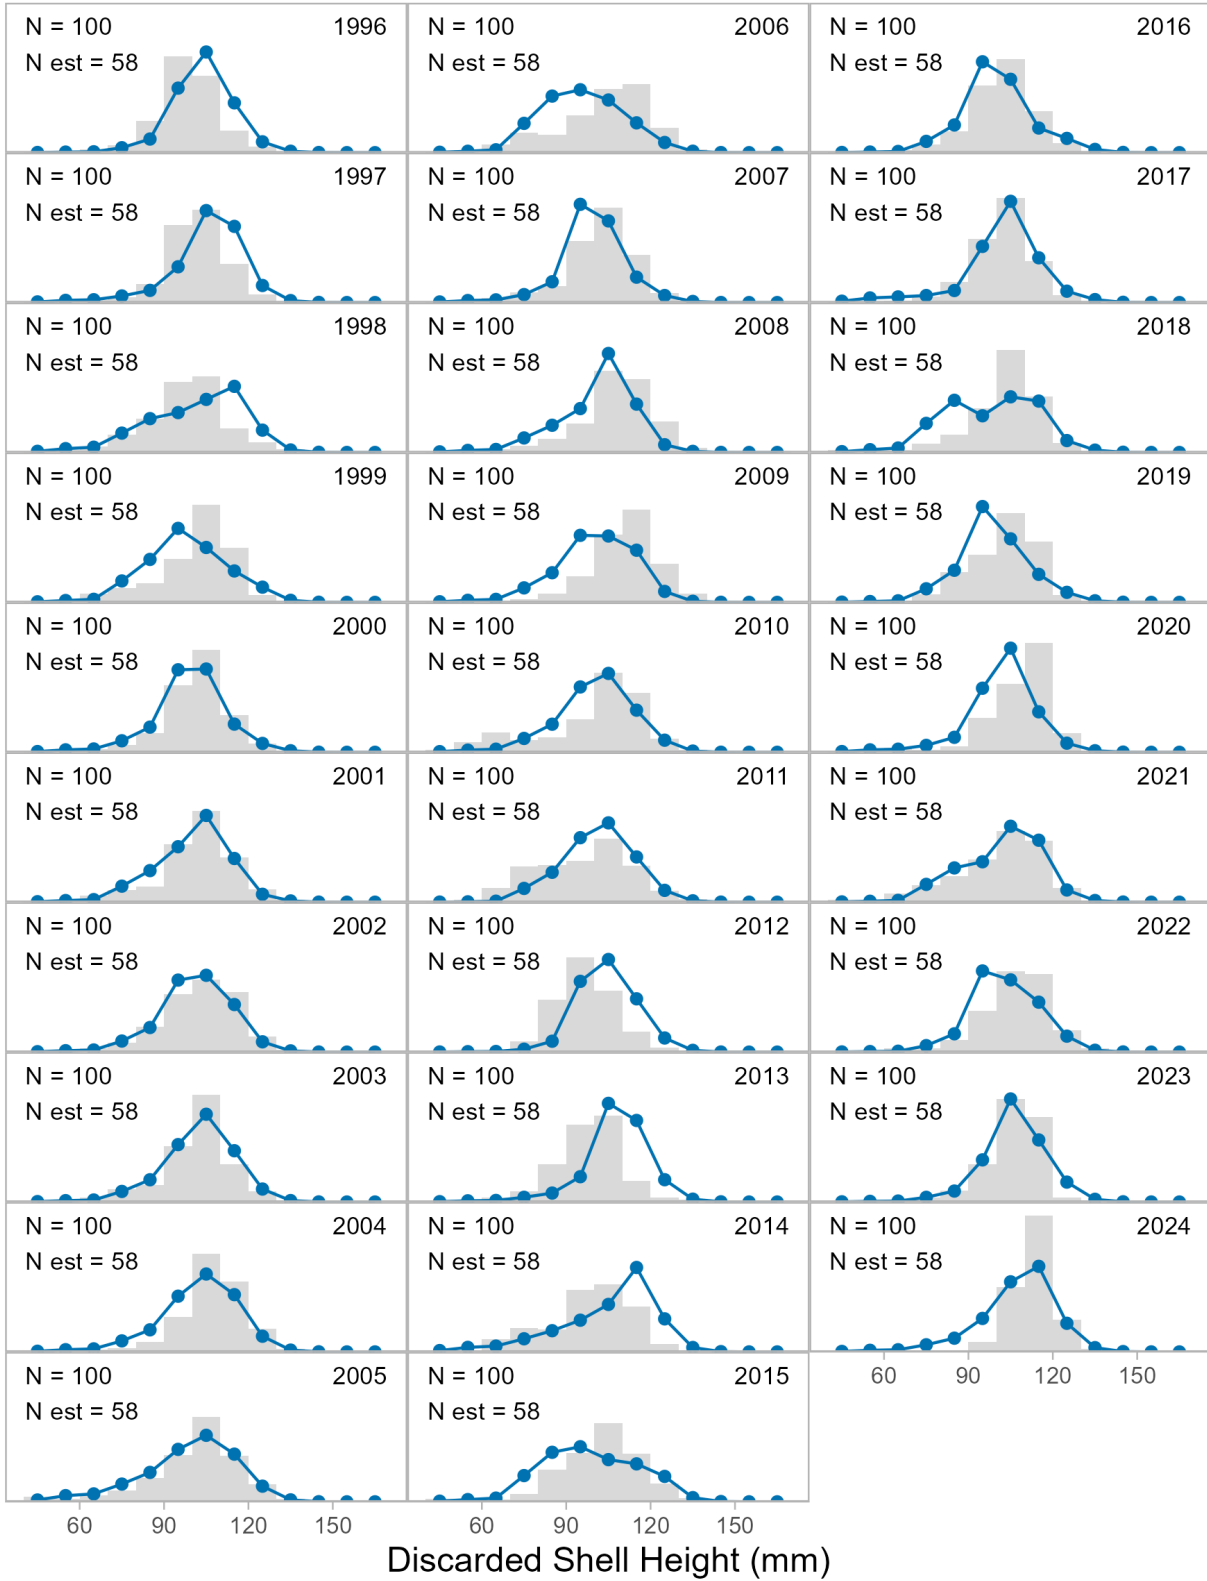 N = 100 1996
N est = 58
N = 100 2006
N est = 58
N = 100 2016
N est = 58
N = 100 1997
N est = 58
N = 100 2007
N est = 58
N = 100 2017
N est = 58
N = 100 1998
N est = 58
N = 100 2008
N est = 58
N = 100 2018
N est = 58
N = 100 1999
N est = 58
N = 100 2009
N est = 58
N = 100 2019
N est = 58
N = 100 2000
N est = 58
N = 100 2010
N est = 58
N = 100 2020
N est = 58
N = 100 2001
N est = 58
N = 100 2011
N est = 58
N = 100 2021
N est = 58
N = 100 2002
N est = 58
N = 100 2012
N est = 58
N = 100 2022
N est = 58
N = 100 2003
N est = 58
N = 100 2013
N est = 58
N = 100 2023
N est = 58
N = 100 2004
N est = 58
N = 100 2014
N est = 58
N = 100 2024
N est = 58
60 90 120 150
N = 100 2005
N est = 58
N = 100 2015
N est = 58
60 90 120 150
60 90 120 150
Discarded Shell Height (mm)